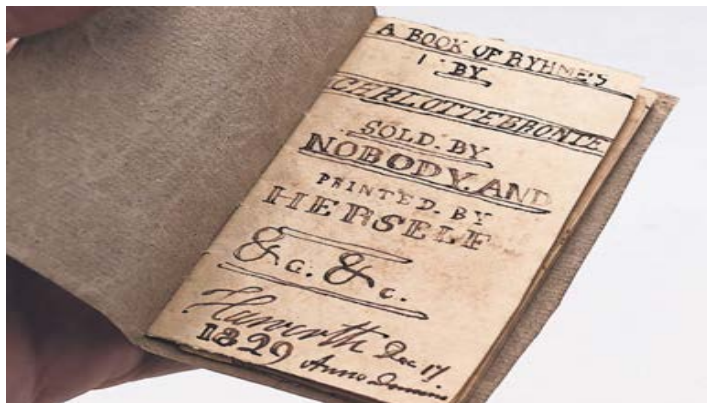 A BOOK OF RYHMES
BY
CHARLOTTE BRONTE
SOLD. BY
NOBODY. AND
PRINTED. BY
HERSELF
&c. &c.
Haworth Dec 17
1829 Anno Domini